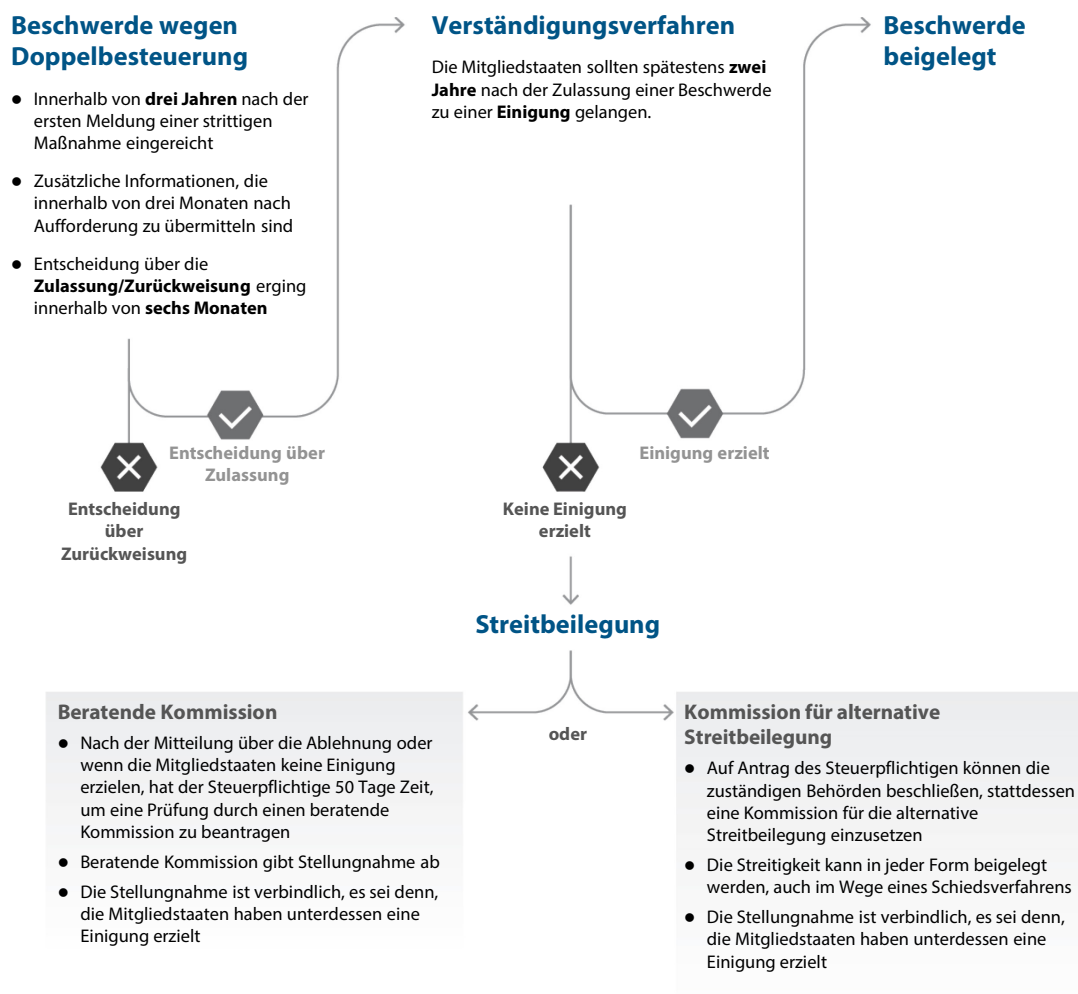 Beschwerde wegen
Doppelbesteuerung
● Innerhalb von drei Jahren nach der
ersten Meldung einer strittigen
Maßnahme eingereicht
● Zusätzliche Informationen, die
innerhalb von drei Monaten nach
Aufforderung zu übermitteln sind
● Entscheidung über die
Zulassung/Zurückweisung erging
innerhalb von sechs Monaten
Entscheidung über
Zulassung
Entscheidung
über
Zurückweisung
Verständigungsverfahren
Die Mitgliedstaaten sollten spätestens zwei
Jahre nach der Zulassung einer Beschwerde
zu einer Einigung gelangen.
Einigung erzielt
Keine Einigung
erzielt
Beschwerde
beigelegt
Streitbeilegung
oder
Beratende Kommission
● Nach der Mitteilung über die Ablehnung oder
wenn die Mitgliedstaaten keine Einigung
erzielen, hat der Steuerpflichtige 50 Tage Zeit,
um eine Prüfung durch einen beratende
Kommission zu beantragen
● Beratende Kommission gibt Stellungnahme ab
● Die Stellungnahme ist verbindlich, es sei denn,
die Mitgliedstaaten haben unterdessen eine
Einigung erzielt
Kommission für alternative
Streitbeilegung
● Auf Antrag des Steuerpflichtigen können die
zuständigen Behörden beschließen, stattdessen
eine Kommission für die alternative
Streitbeilegung einzusetzen
● Die Streitigkeit kann in jeder Form beigelegt
werden, auch im Wege eines Schiedsverfahrens
● Die Stellungnahme ist verbindlich, es sei denn,
die Mitgliedstaaten haben unterdessen eine
Einigung erzielt